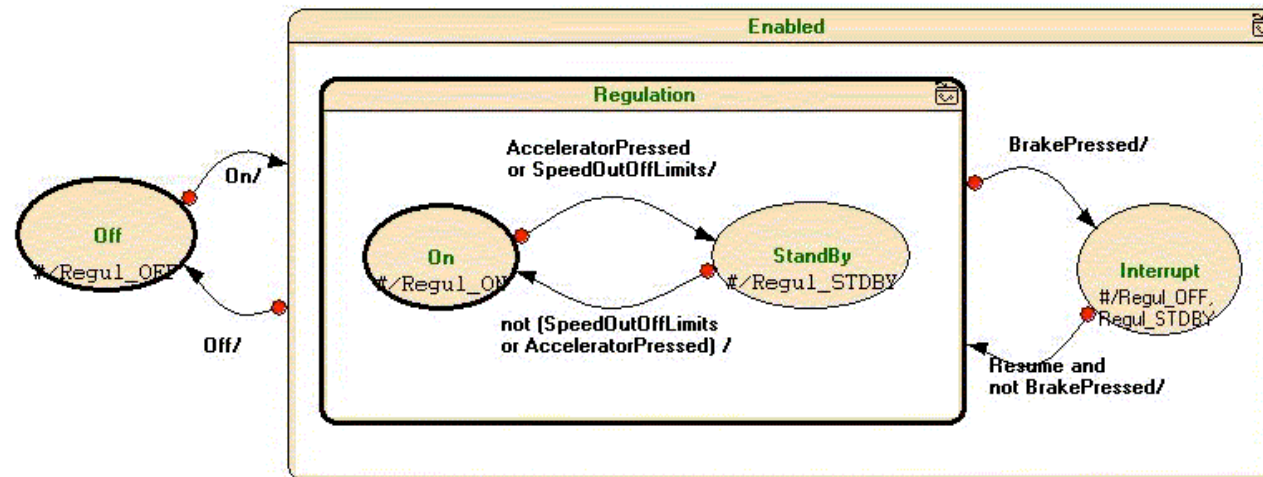 Enabled
Regulation
AcceleratorPressed
or SpeedOutOffLimits/
BrakePressed/
On/
Off
#/Regul_OFF
On
#/Regul_ON
StandBy
#/Regul_STDBY
Interrupt
#/Regul_OFF,
Regul_STDBY
not (SpeedOutOffLimits
or AcceleratorPressed) /
Off/
Resume and
not BrakePressed/